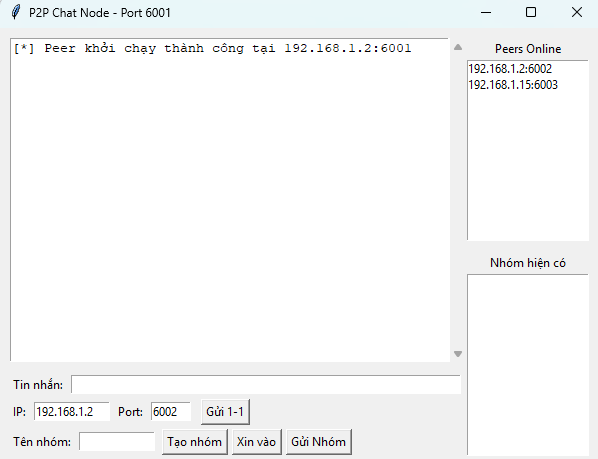 P2P Chat Node - Port 6001
[*] Peer khởi chạy thành công tại 192.168.1.2:6001
Peers Online
192.168.1.2:6002
192.168.1.15:6003
Nhóm hiện có
Tin nhắn:
IP: 192.168.1.2 Port: 6002 Gửi 1-1
Tên nhóm: Tạo nhóm Xin vào Gửi Nhóm